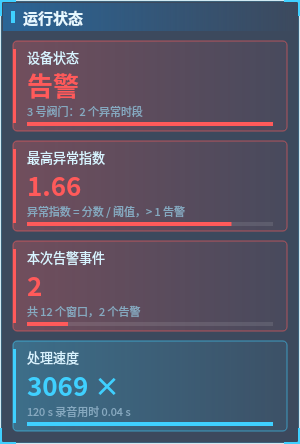 运行状态
设备状态
告警
3 号阀门：2 个异常时段
最高异常指数
1.66
异常指数 = 分数 / 阈值，> 1 告警
本次告警事件
2
共 12 个窗口，2 个告警
处理速度
3069 ×
120 s 录音用时 0.04 s